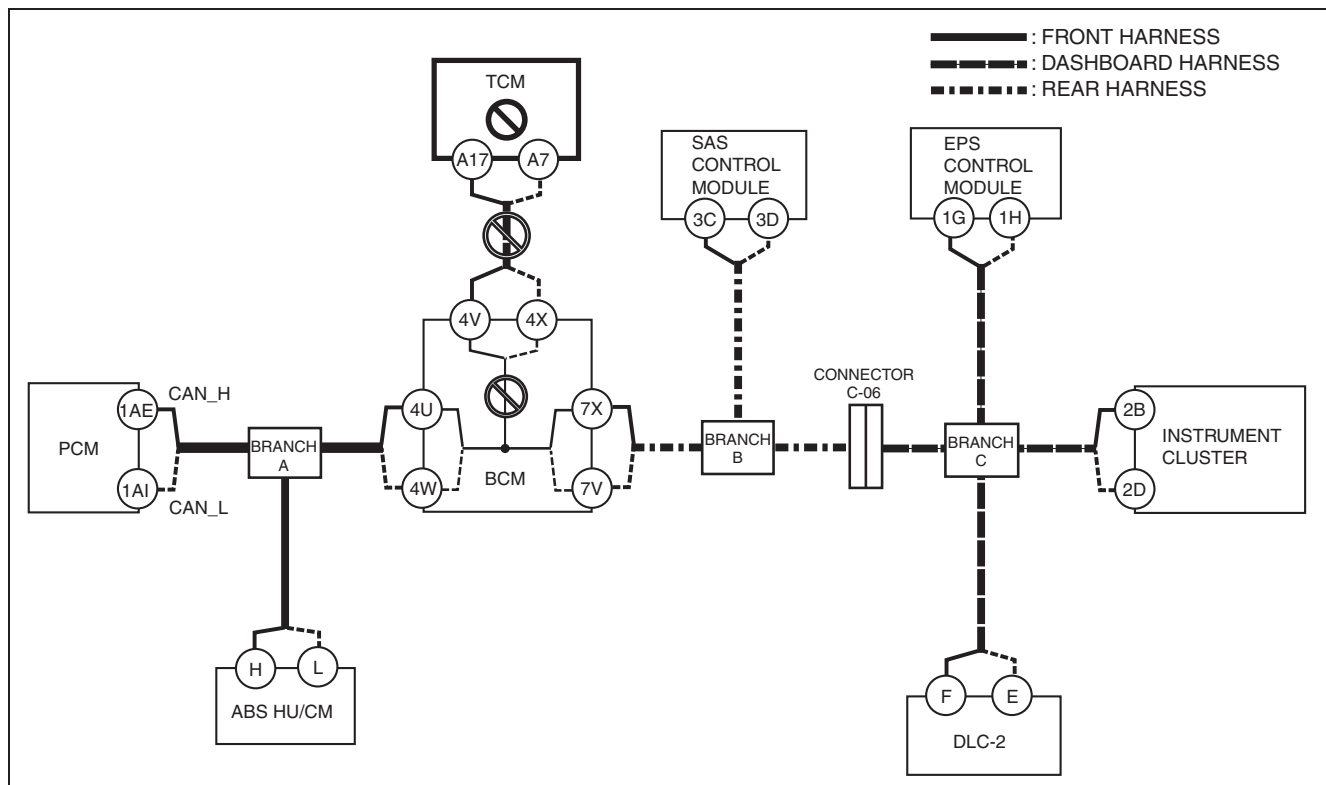 : FRONT HARNESS
: DASHBOARD HARNESS
: REAR HARNESS
TCM
A17
A7
SAS
CONTROL
MODULE
3C
3D
EPS
CONTROL
MODULE
1G
1H
4V
4X
CONNECTOR
C-06
PCM
1AE
1AI
CAN_H
CAN_L
BRANCH
A
4U
4W
BCM
7X
7V
BRANCH
B
BRANCH
C
2B
2D
INSTRUMENT
CLUSTER
H
L
ABS HU/CM
F
E
DLC-2